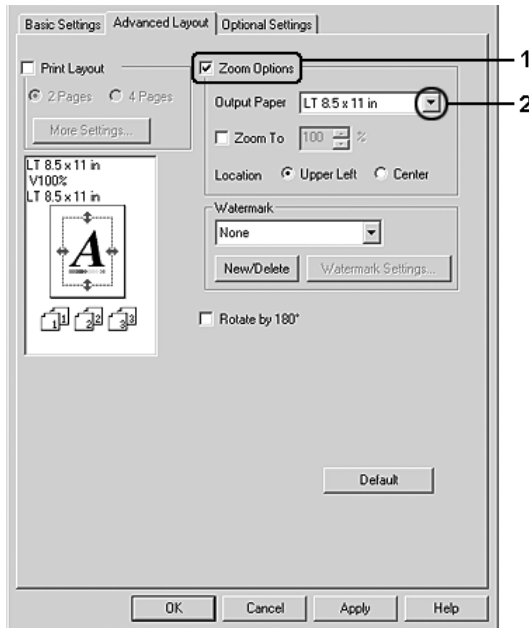 Basic Settings Advanced Layout Optional Settings
Print Layout
2 Pages 4 Pages
More Settings...
LT 8.5 x 11 in
V100%
LT 8.5 x 11 in
A
1 1 2 2 3 3
Zoom Options
1
Output Paper LT 8.5 x 11 in
2
Zoom To 100 %
Location Upper Left Center
Watermark
None
New/Delete Watermark Settings...
Rotate by 180°
Default
OK Cancel Apply Help